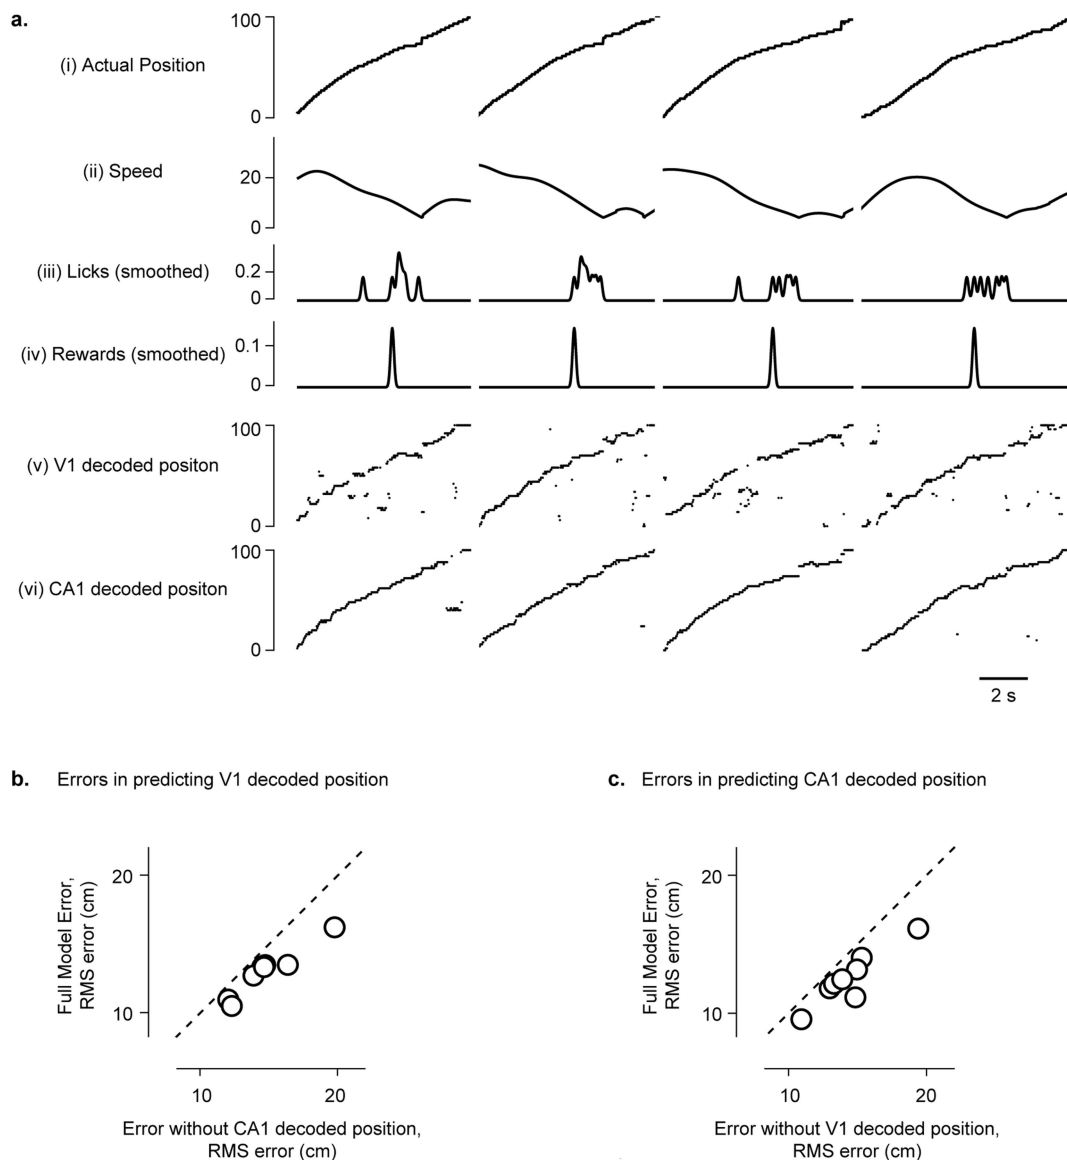 a.
100
(i) Actual Position
0
(ii) Speed
20
0
(iii) Licks (smoothed)
0.2
0
(iv) Rewards (smoothed)
0.1
0
100
(v) V1 decoded positon
0
100
(vi) CA1 decoded positon
0
2 s
b. Errors in predicting V1 decoded position
Full Model Error,
RMS error (cm)
20
10
10 20
Error without CA1 decoded position,
RMS error (cm)
c. Errors in predicting CA1 decoded position
Full Model Error,
RMS error (cm)
20
10
10 20
Error without V1 decoded position,
RMS error (cm)